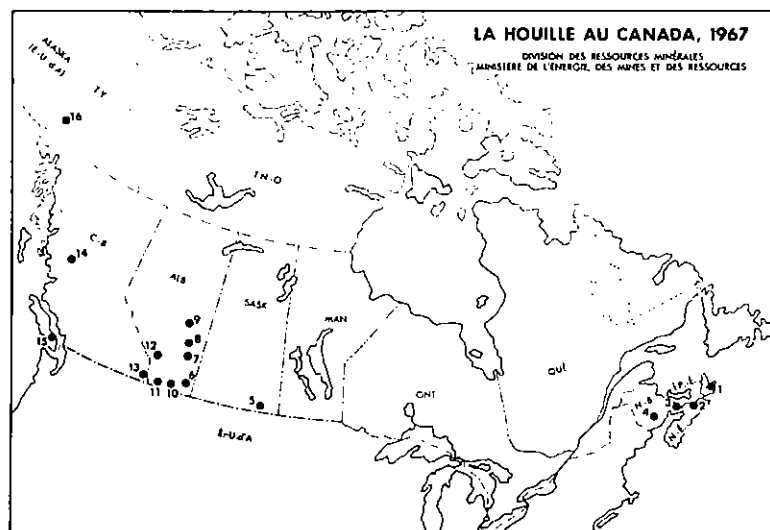 LA HOUILLE AU CANADA, 1967
DIVISION DES RESSOURCES MINÉRALES
MINISTÈRE DE L'ÉNERGIE, DES MINES ET DES RESSOURCES
ALASKA
(É-U d'A)
TY
16
T.N-O
C-B
14
ALB
SASK
MAN
9
8
7
12
15
13
11
10
6
5
ONT
QUÉ
É-U d'A
Î.P.-É.
1
N-B
3
2
4
N-É